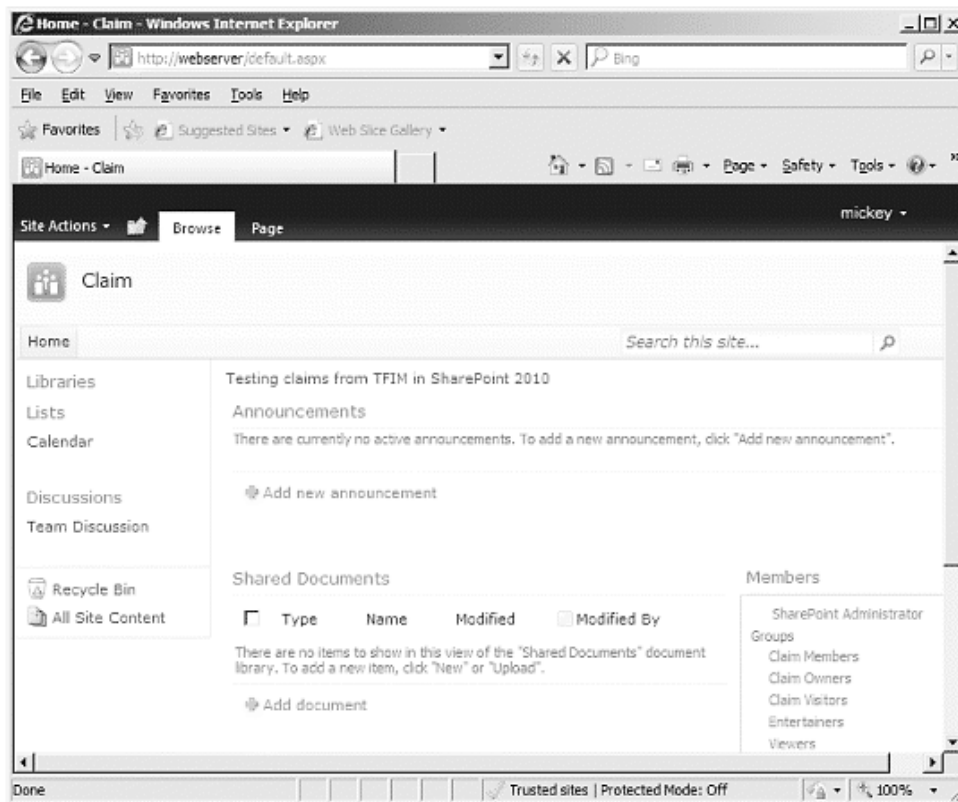 Home - Claim - Windows Internet Explorer
http://webserver/default.aspx
Bing
File Edit View Favorites Tools Help
Favorites Suggested Sites Web Slice Gallery
Home - Claim Page Safety Tools
mickey
Site Actions Browse Page
Claim
Home Search this site...
Libraries
Lists
Calendar
Discussions
Team Discussion
Recycle Bin
All Site Content
Testing claims from TFIM in SharePoint 2010
Announcements
There are currently no active announcements. To add a new announcement, click "Add new announcement".
Add new announcement
Shared Documents
Type Name Modified Modified By
There are no items to show in this view of the "Shared Documents" document
library. To add a new item, click "New" or "Upload".
Add document
Members
SharePoint Administrator
Groups
Claim Members
Claim Owners
Claim Visitors
Entertainers
Viewers
Done Trusted sites | Protected Mode: Off 100%